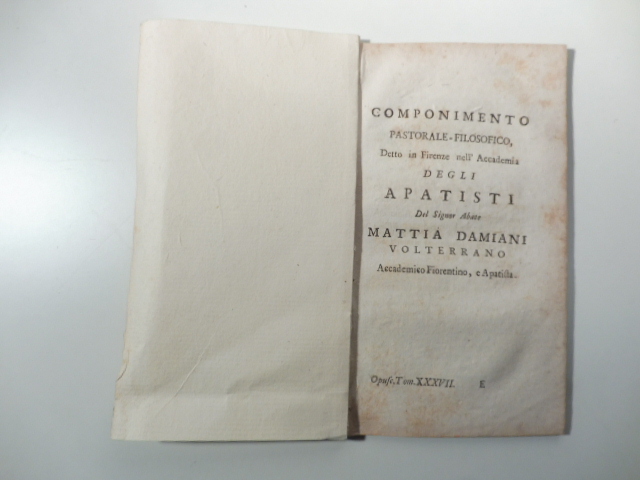 COMPONIMENTO
PASTORALE-FILOSOFICO,
Detto in Firenze nell' Accademia
DEGLI
APATISTI
Del Signor Abate
MATTIA DAMIANI
VOLTERRANO
Accademico Fiorentino, e Apatista.
Opusc. Tom. XXXVII. E